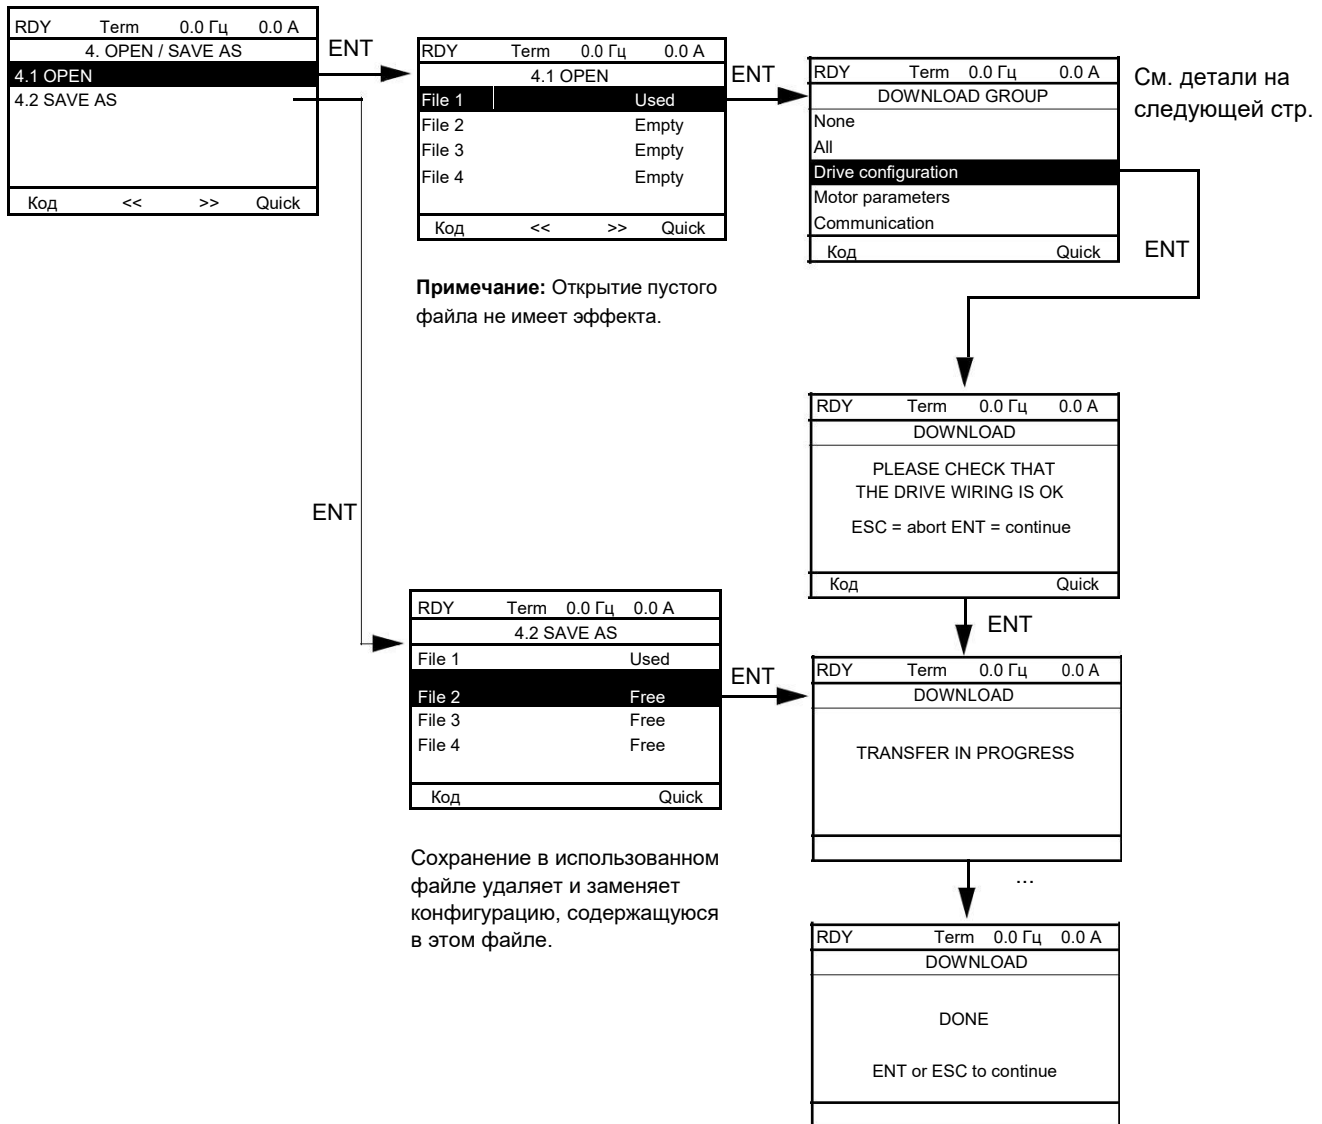 RDY Term 0.0 Гц 0.0 A
4. OPEN / SAVE AS
4.1 OPEN
4.2 SAVE AS
Код << >> Quick
ENT
RDY Term 0.0 Гц 0.0 A
4.1 OPEN
File 1 Used
File 2 Empty
File 3 Empty
File 4 Empty
Код << >> Quick
Примечание: Открытие пустого
файла не имеет эффекта.
ENT
RDY Term 0.0 Гц 0.0 A
DOWNLOAD GROUP
None
All
Drive configuration
Motor parameters
Communication
Код Quick
См. детали на
следующей стр.
ENT
RDY Term 0.0 Гц 0.0 A
DOWNLOAD
PLEASE CHECK THAT
THE DRIVE WIRING IS OK
ESC = abort ENT = continue
Код Quick
ENT
ENT
RDY Term 0.0 Гц 0.0 A
4.2 SAVE AS
File 1 Used
File 2 Free
File 3 Free
File 4 Free
Код Quick
Сохранение в использованном
файле удаляет и заменяет
конфигурацию, содержащуюся
в этом файле.
ENT
RDY Term 0.0 Гц 0.0 A
DOWNLOAD
TRANSFER IN PROGRESS
...
RDY Term 0.0 Гц 0.0 A
DOWNLOAD
DONE
ENT or ESC to continue